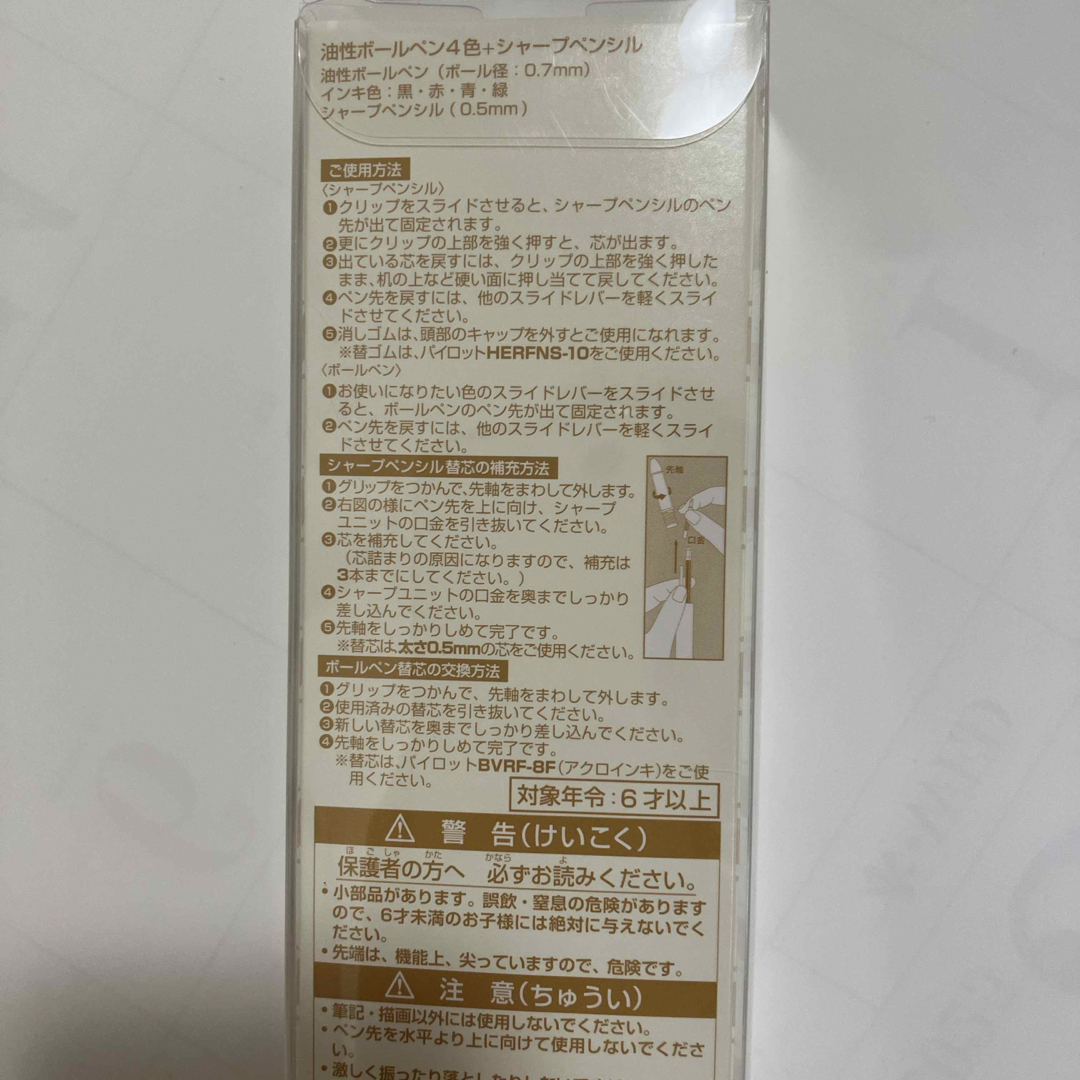 油性ボールペン4色+シャープペンシル
油性ボールペン（ボール径：0.7mm）
インキ色：黒・赤・青・緑
シャープペンシル（0.5mm）
ご使用方法
〈シャープペンシル〉
❶クリップをスライドさせると、シャープペンシルのペン
先が出て固定されます。
❷更にクリップの上部を強く押すと、芯が出ます。
❸出ている芯を戻すには、クリップの上部を強く押した
まま、机の上など硬い面に押し当てて戻してください。
❹ペン先を戻すには、他のスライドレバーを軽くスライ
ドさせてください。
❺消しゴムは、頭部のキャップを外すとご使用になれます。
※替ゴムは、パイロットHERFNS-10をご使用ください。
〈ボールペン〉
❶お使いになりたい色のスライドレバーをスライドさせ
ると、ボールペンのペン先が出て固定されます。
❷ペン先を戻すには、他のスライドレバーを軽くスライ
ドさせてください。
シャープペンシル替芯の補充方法
❶グリップをつかんで、先軸をまわして外します。
❷右図の様にペン先を上に向け、シャープ
ユニットの口金を引き抜いてください。
❸芯を補充してください。
（芯詰まりの原因になりますので、補充は
3本までにしてください。）
❹シャープユニットの口金を奥までしっかり
差し込んでください。
❺先軸をしっかりしめて完了です。
※替芯は、太さ0.5mmの芯をご使用ください。
先軸
口金
ボールペン替芯の交換方法
❶グリップをつかんで、先軸をまわして外します。
❷使用済みの替芯を引き抜いてください。
❸新しい替芯を奥までしっかり差し込んでください。
❹先軸をしっかりしめて完了です。
※替芯は、パイロットBVRF-8F（アクロインキ）をご使
用ください。
対象年令：6才以上
⚠ 警 告（けいこく）
ほごしゃ かた かなら よ
保護者の方へ 必ずお読みください。
・小部品があります。誤飲・窒息の危険があります
ので、6才未満のお子様には絶対に与えないでく
ださい。
・先端は、機能上、尖っていますので、危険です。
⚠ 注 意（ちゅうい）
・筆記・描画以外には使用しないでください。
・ペン先を水平より上に向けて使用しないでくださ
い。
・激しく振ったり落としたりしない